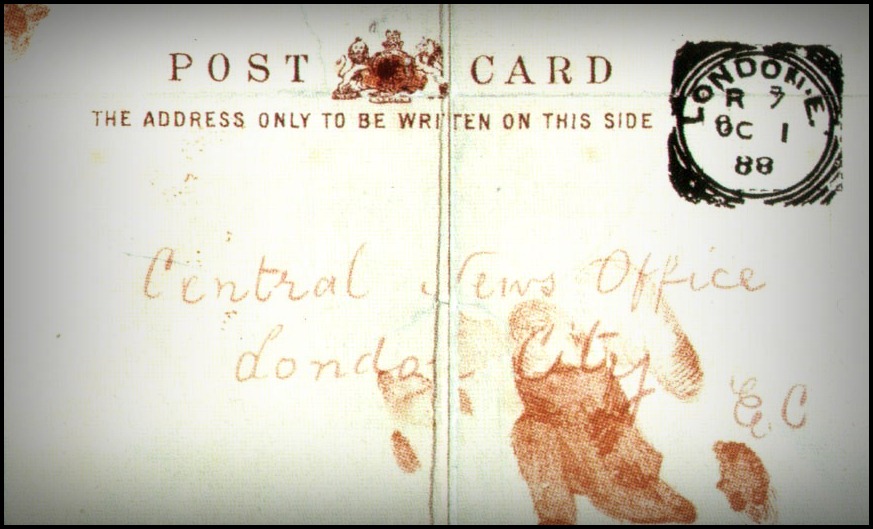 POST CARD
THE ADDRESS ONLY TO BE WRITTEN ON THIS SIDE
LONDON.E.
R 7
OC 1
88
Central News Office
London City
E.C